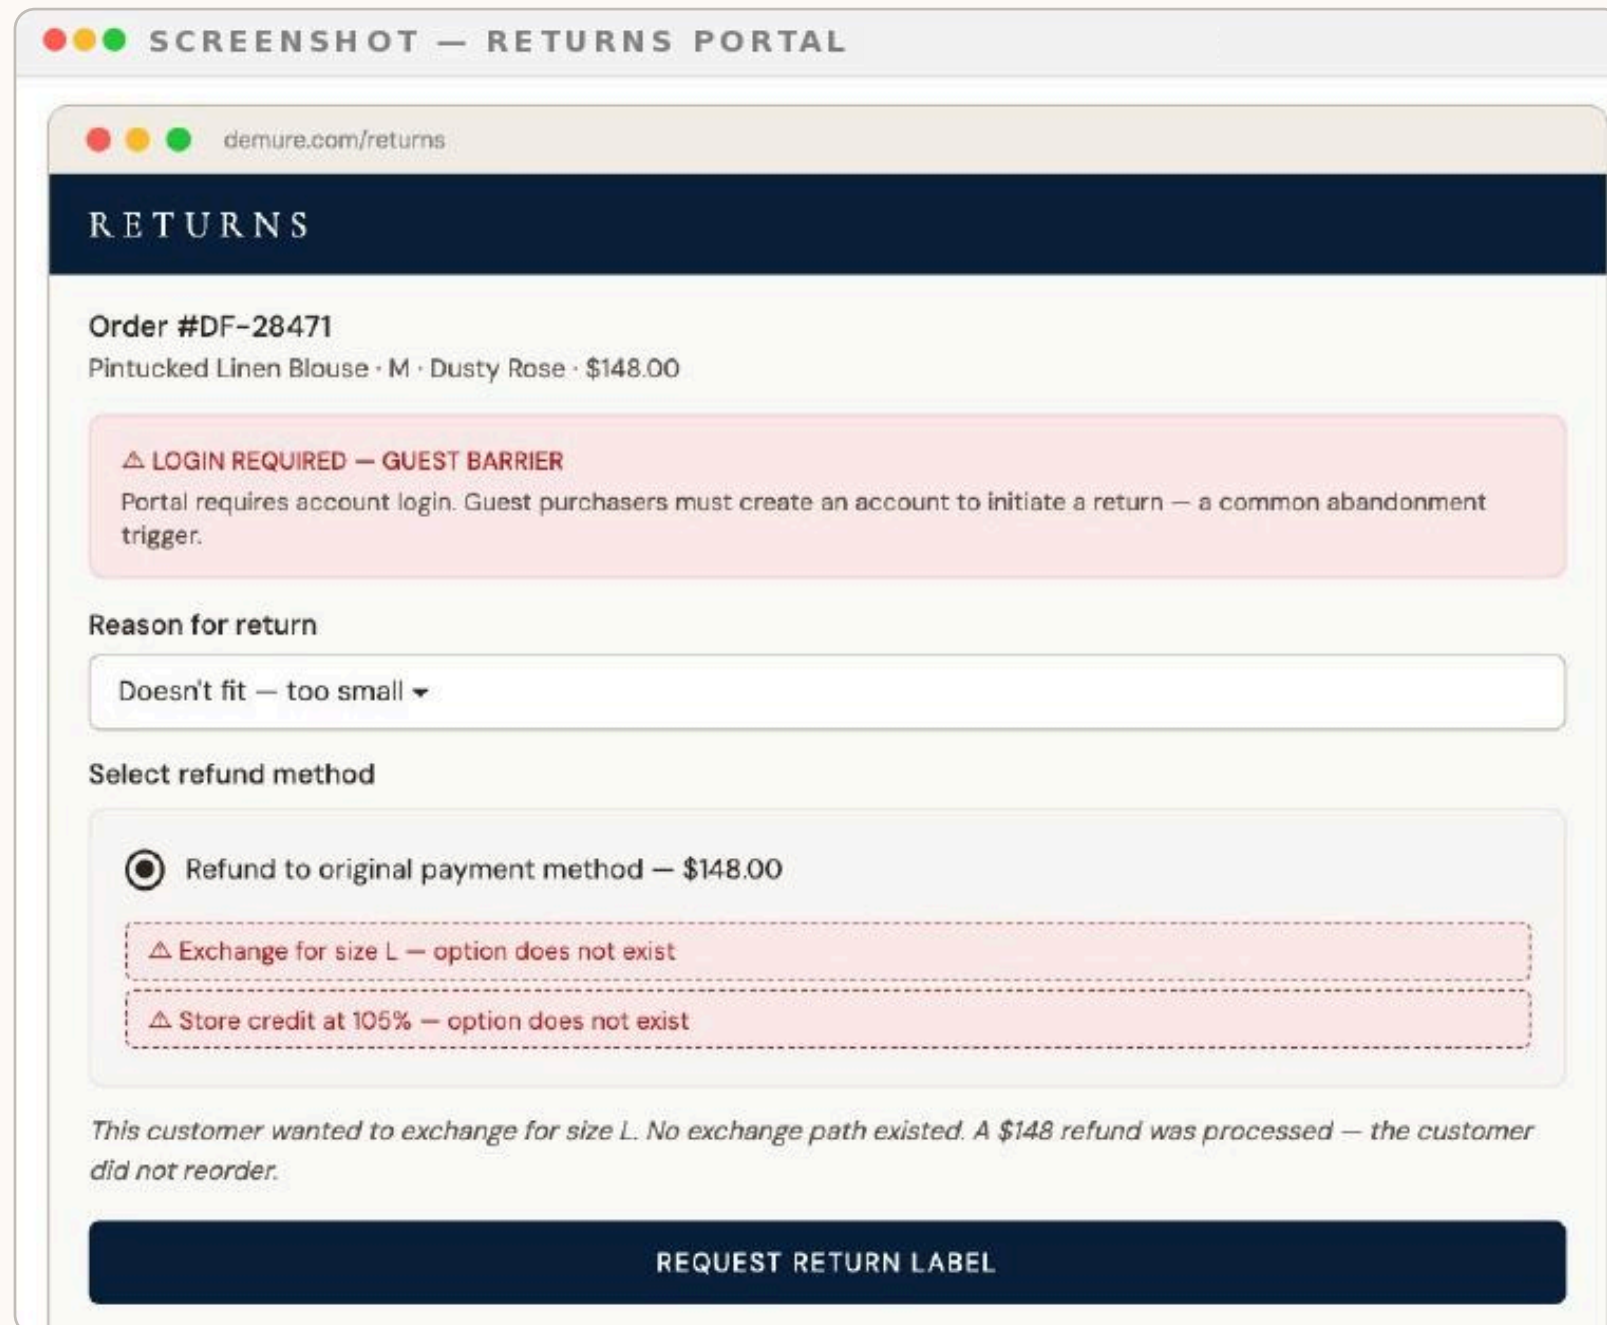 SCREENSHOT — RETURNS PORTAL
demure.com/returns
RETURNS
Order #DF-28471
Pintucked Linen Blouse · M · Dusty Rose · $148.00
⚠ LOGIN REQUIRED — GUEST BARRIER
Portal requires account login. Guest purchasers must create an account to initiate a return — a common abandonment
trigger.
Reason for return
Doesn't fit — too small
Select refund method
Refund to original payment method — $148.00
⚠ Exchange for size L — option does not exist
⚠ Store credit at 105% — option does not exist
This customer wanted to exchange for size L. No exchange path existed. A $148 refund was processed — the customer
did not reorder.
REQUEST RETURN LABEL